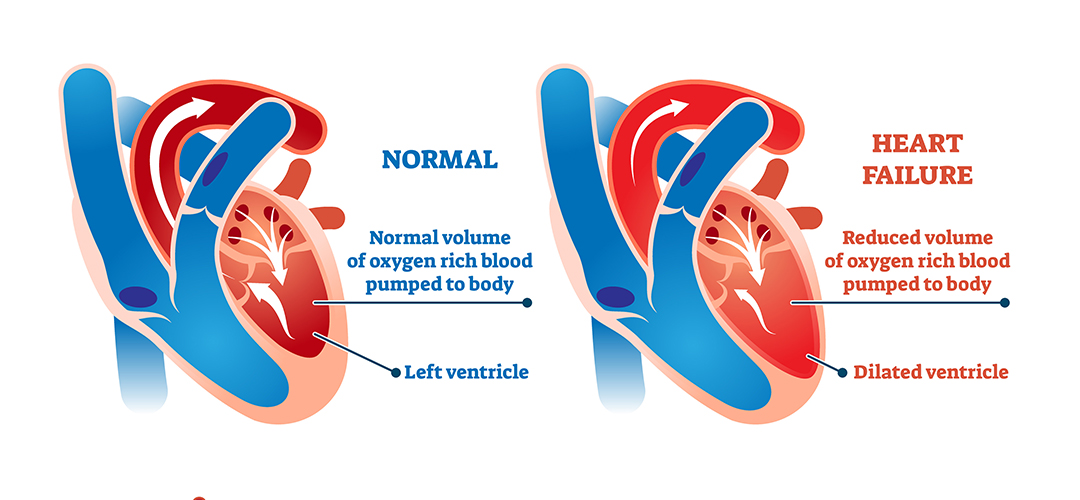 NORMAL
Normal volume
of oxygen rich blood
pumped to body
Left ventricle
HEART
FAILURE
Reduced volume
of oxygen rich blood
pumped to body
Dilated ventricle